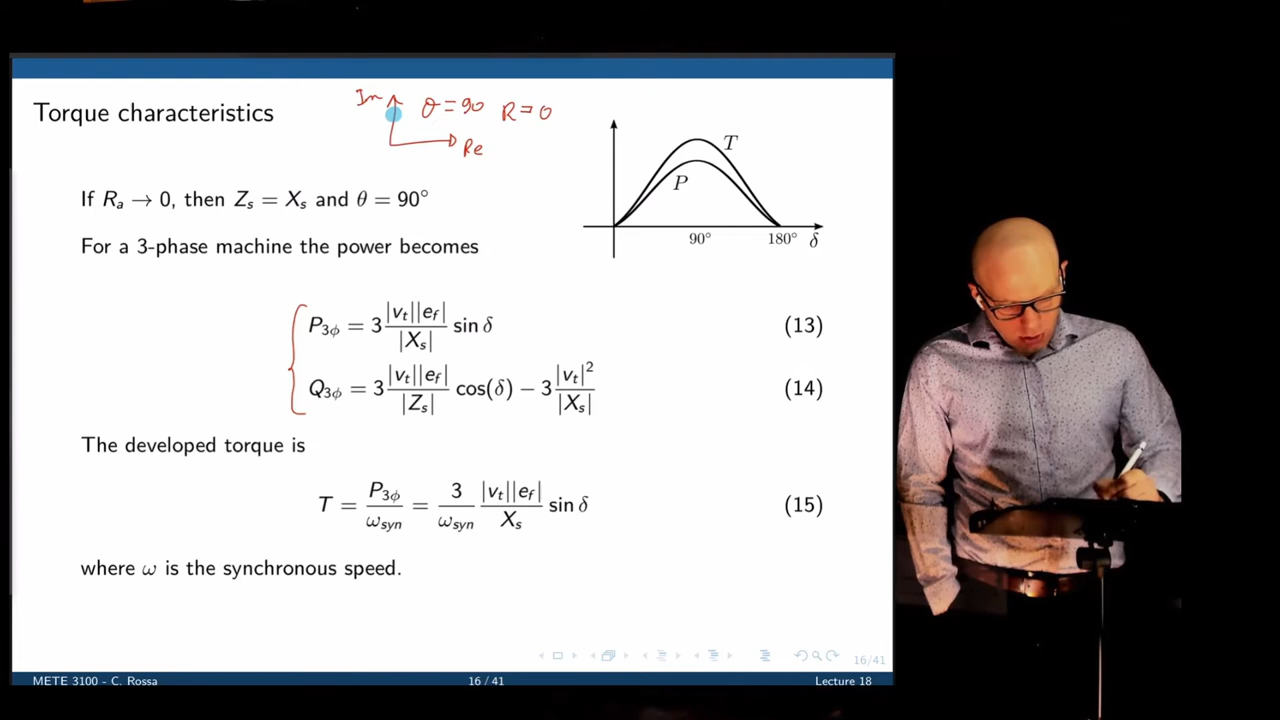 Torque characteristics
Im θ = 90 R = 0
Re
T
P
90° 180° δ
If Rₐ → 0, then Zₛ = Xₛ and θ = 90°
For a 3-phase machine the power becomes
P₃ϕ = 3 |vₜ||e_f| / |Xₛ| sin δ (13)
Q₃ϕ = 3 |vₜ||e_f| / |Zₛ| cos(δ) − 3 |vₜ|² / |Xₛ| (14)
The developed torque is
T = P₃ϕ / ω_syn = 3 / ω_syn |vₜ||e_f| / Xₛ sin δ (15)
where ω is the synchronous speed.
16/41
METE 3100 - C. Rossa 16 / 41 Lecture 18